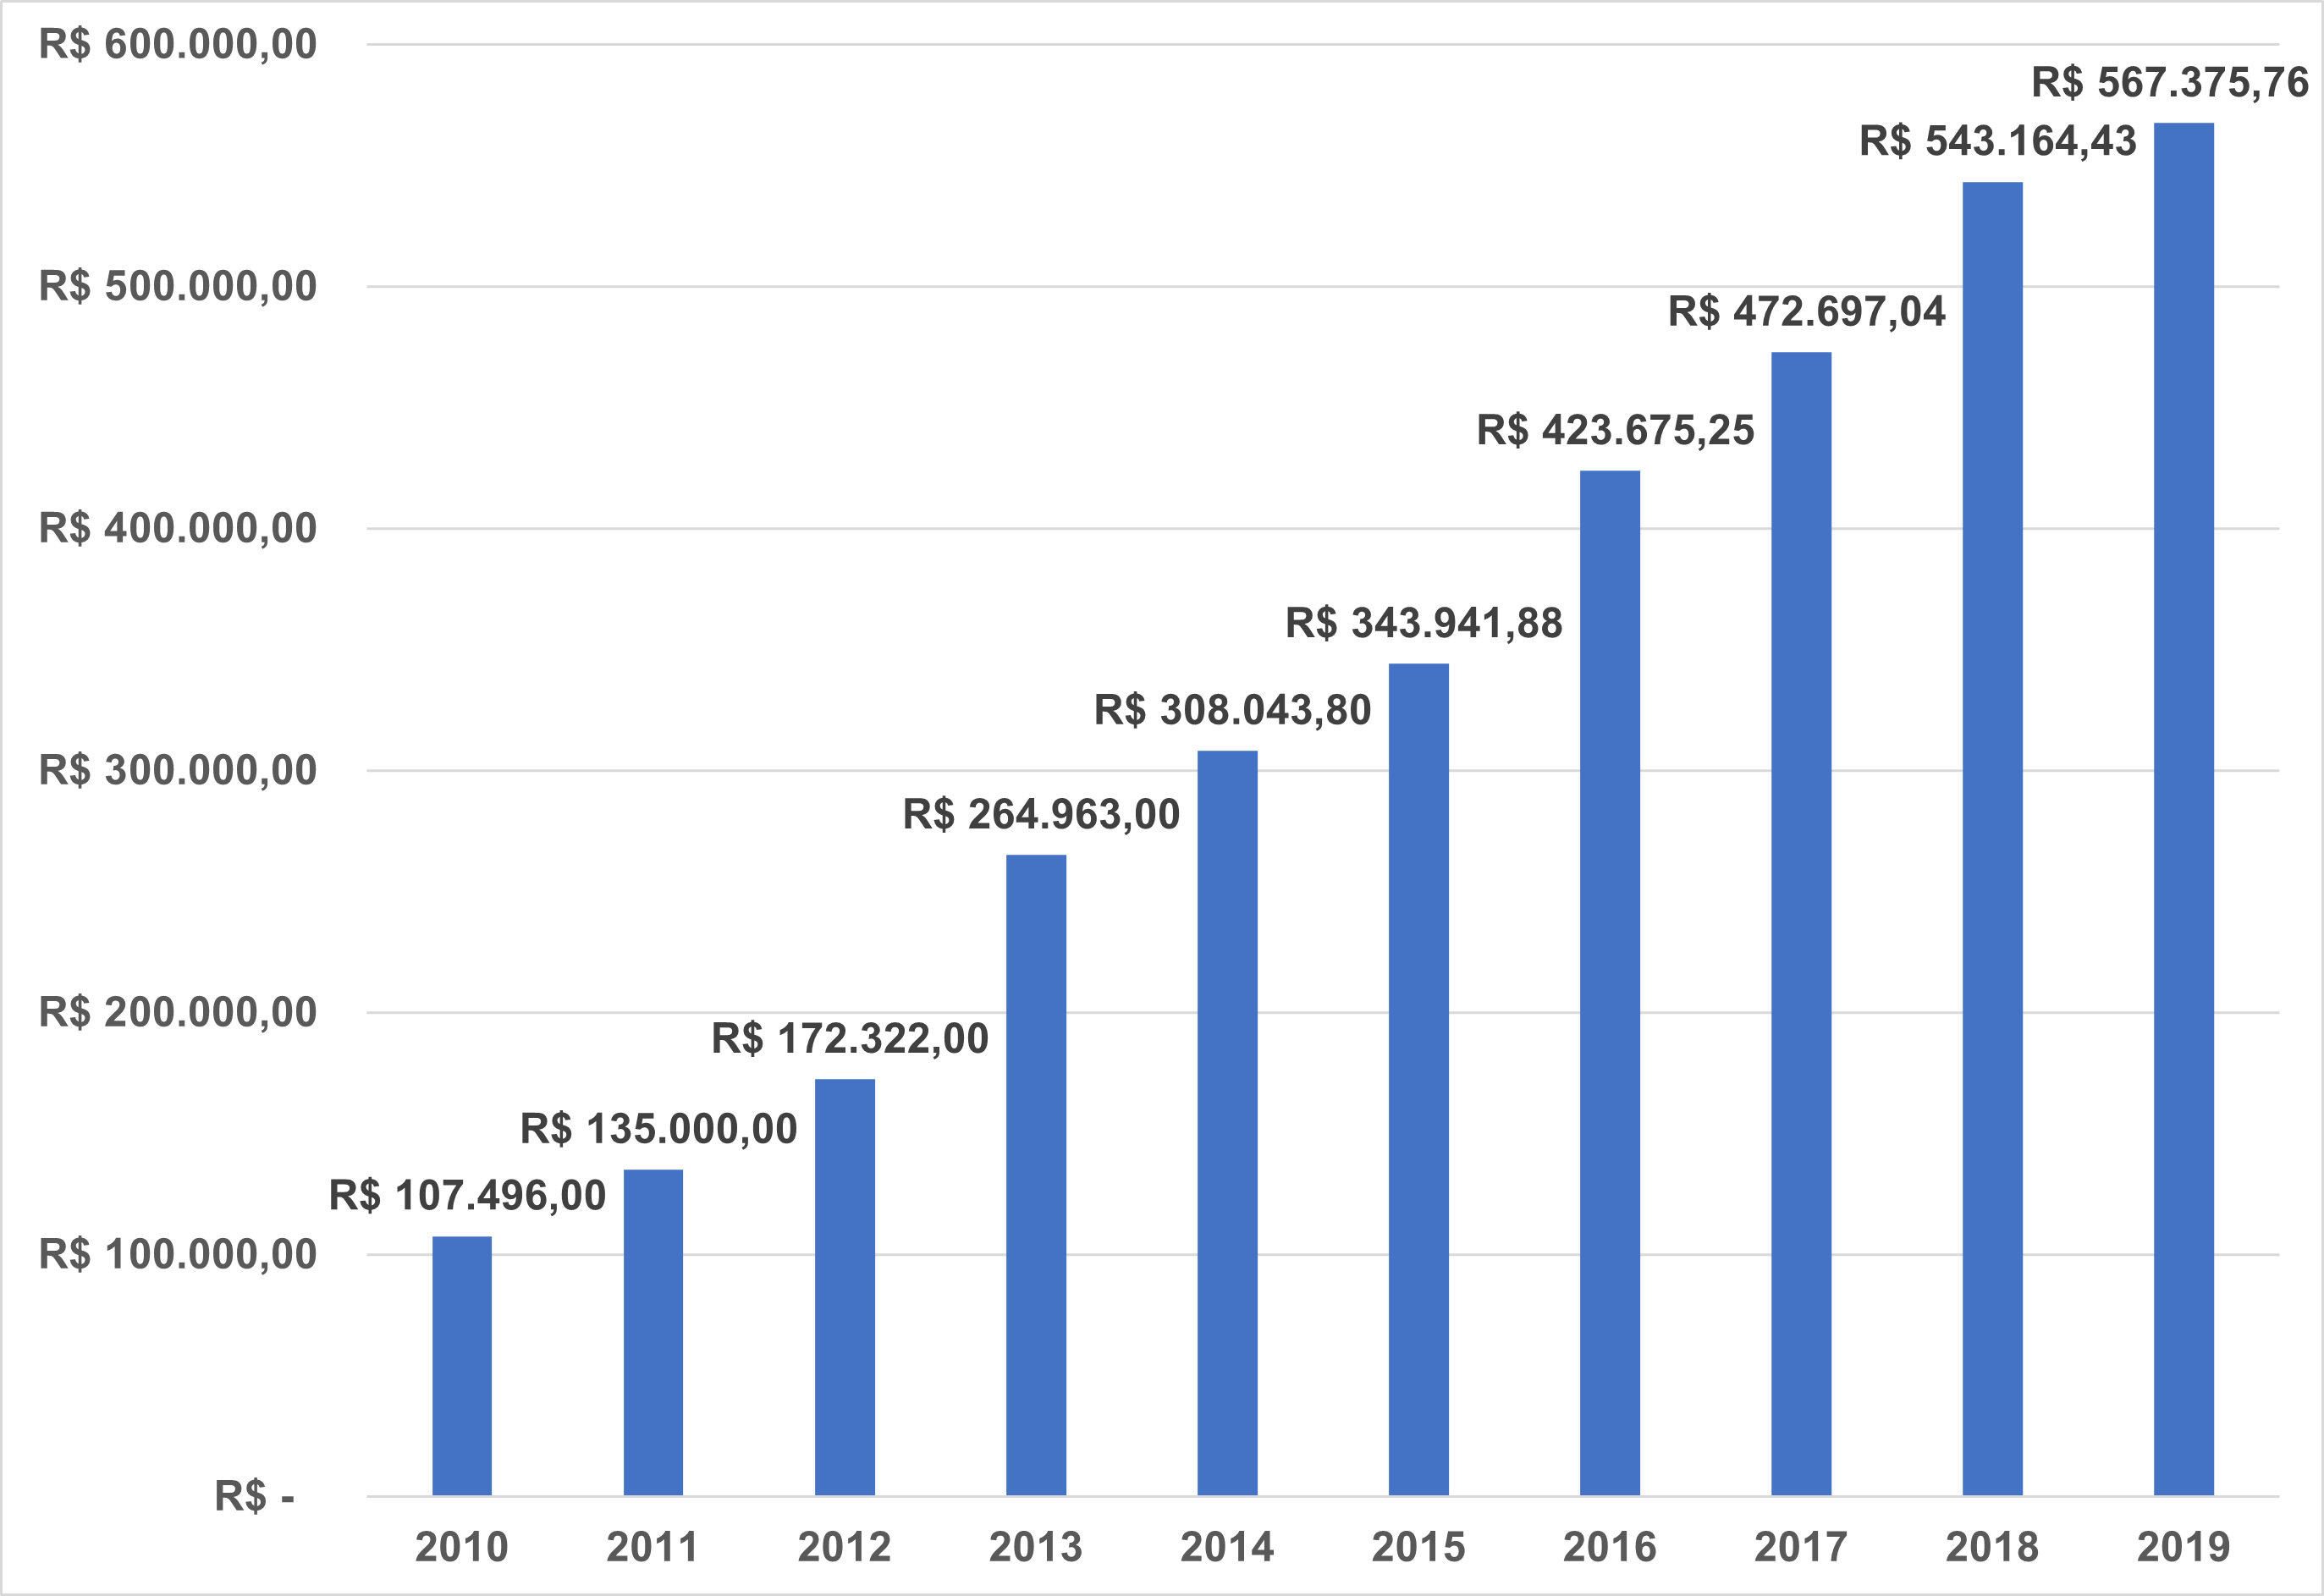 R$ 600.000,00
R$ 567.375,76
R$ 543.164,43
R$ 500.000,00
R$ 472.697,04
R$ 423.675,25
R$ 400.000,00
R$ 343.941,88
R$ 308.043,80
R$ 300.000,00
R$ 264.963,00
R$ 200.000,00
R$ 172.322,00
R$ 135.000,00
R$ 107.496,00
R$ 100.000,00
R$ -
2010 2011 2012 2013 2014 2015 2016 2017 2018 2019